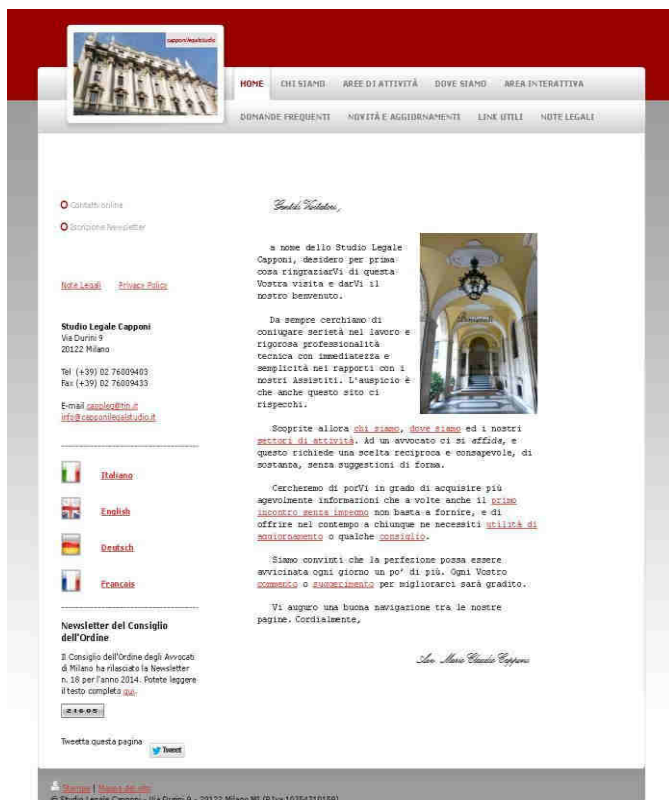 capponilegalstudio
HOME CHI SIAMO AREE DI ATTIVITÀ DOVE SIAMO AREA INTERATTIVA
DOMANDE FREQUENTI NOVITÀ E AGGIORNAMENTI LINK UTILI NOTE LEGALI
Contatti online
Iscrizione Newsletter
Note Legali Privacy Policy
Studio Legale Capponi
Via Durini 9
20122 Milano
Tel (+39) 02 76009403
Fax (+39) 02 76009433
E-mail cappleg@tin.it
info@capponilegalstudio.it
Italiano
English
Deutsch
Français
Newsletter del Consiglio
dell'Ordine
Il Consiglio dell'Ordine degli Avvocati
di Milano ha rilasciato la Newsletter
n. 18 per l'anno 2014. Potete leggere
il testo completo qui.
21605
Tweetta questa pagina Tweet
Gentili Visitatori,
a nome dello Studio Legale
Capponi, desidero per prima
cosa ringraziarVi di questa
Vostra visita e darVi il
nostro benvenuto.
Da sempre cerchiamo di
coniugare serietà nel lavoro e
rigorosa professionalità
tecnica con immediatezza e
semplicità nei rapporti con i
nostri Assistiti. L'auspicio è
che anche questo sito ci
rispecchi.
Scoprite allora chi siamo, dove siamo ed i nostri
settori di attività. Ad un avvocato ci si affida, e
questo richiede una scelta reciproca e consapevole, di
sostanza, senza suggestioni di forma.
Cercheremo di porVi in grado di acquisire più
agevolmente informazioni che a volte anche il primo
incontro senza impegno non basta a fornire, e di
offrire nel contempo a chiunque ne necessiti utilità di
aggiornamento o qualche consiglio.
Siamo convinti che la perfezione possa essere
avvicinata ogni giorno un po' di più. Ogni Vostro
commento o suggerimento per migliorarci sarà gradito.
Vi auguro una buona navigazione tra le nostre
pagine. Cordialmente,
Avv. Mario Claudio Capponi
Stampa | Mappa del sito
© Studio Legale Capponi - Via Durini 9 - 20122 Milano MI (P.Iva 10254710159)